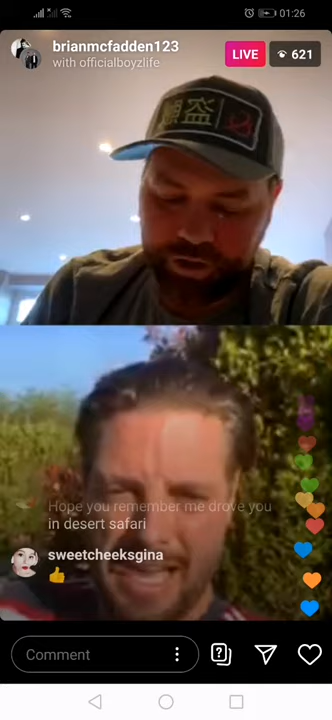 01:26
brianmcfadden123
with officialboyzlife
LIVE
621
Hope you remember me drove you
in desert safari
sweetcheeksgina
👍
Comment